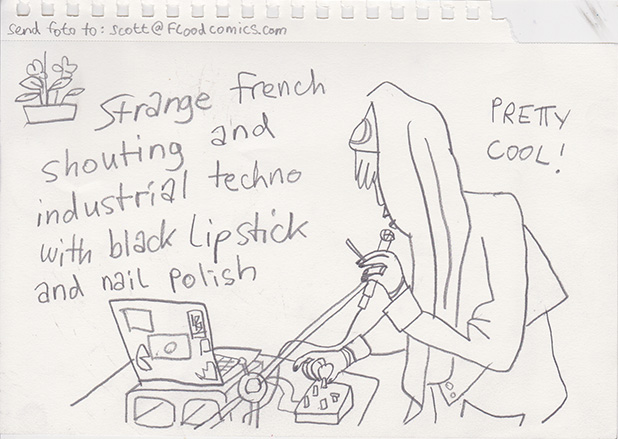 send foto to: scott@Floodcomics.com
Strange French
shouting and
industrial techno
with black Lipstick
and nail polish
PRETTY
COOL!